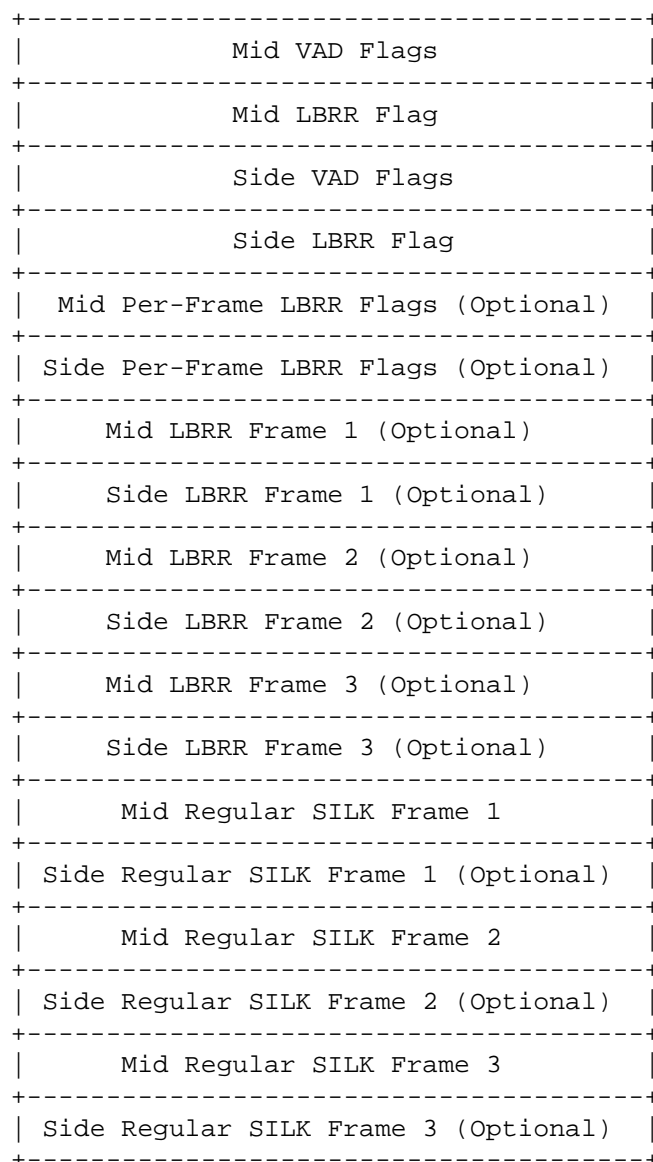 Mid VAD Flags
Mid LBRR Flag
Side VAD Flags
Side LBRR Flag
Mid Per-Frame LBRR Flags (Optional)
Side Per-Frame LBRR Flags (Optional)
Mid LBRR Frame 1 (Optional)
Side LBRR Frame 1 (Optional)
Mid LBRR Frame 2 (Optional)
Side LBRR Frame 2 (Optional)
Mid LBRR Frame 3 (Optional)
Side LBRR Frame 3 (Optional)
Mid Regular SILK Frame 1
Side Regular SILK Frame 1 (Optional)
Mid Regular SILK Frame 2
Side Regular SILK Frame 2 (Optional)
Mid Regular SILK Frame 3
Side Regular SILK Frame 3 (Optional)